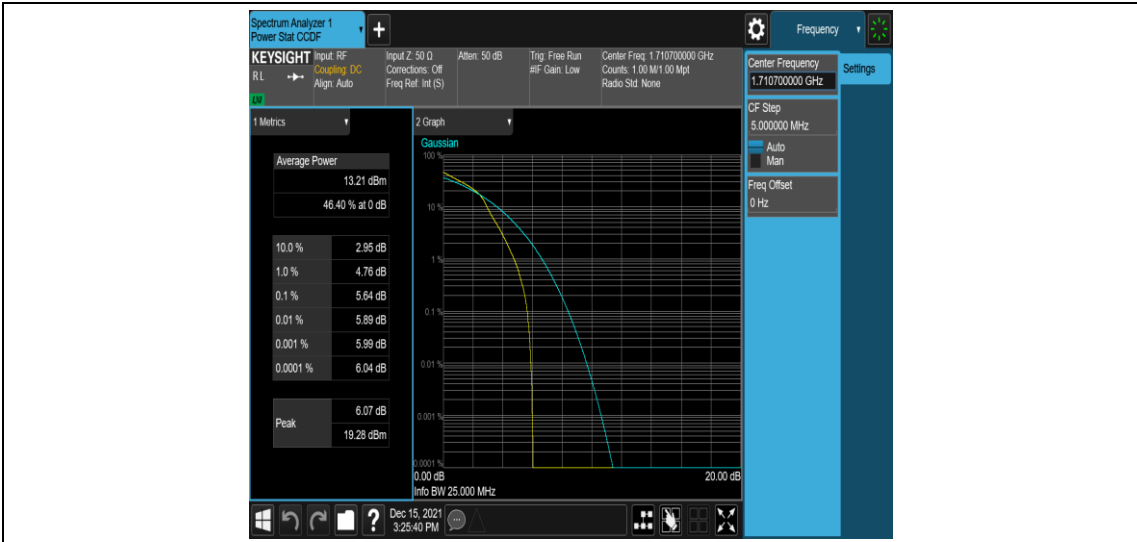 Spectrum Analyzer 1
Power Stat CCDF
+
Frequency
KEYSIGHT
Input: RF
Input Z: 50 Ω
Atten: 50 dB
Trig: Free Run
Center Freq: 1.710700000 GHz
R L
Coupling: DC
Corrections: Off
#IF Gain: Low
Counts: 1.00 M/1.00 Mpt
Align: Auto
Freq Ref: Int (S)
Radio Std: None
LXI
Center Frequency
1.710700000 GHz
Settings
CF Step
5.000000 MHz
Auto
Man
Freq Offset
0 Hz
1 Metrics
Average Power
13.21 dBm
46.40 % at 0 dB
10.0 % 2.95 dB
1.0 % 4.76 dB
0.1 % 5.64 dB
0.01 % 5.89 dB
0.001 % 5.99 dB
0.0001 % 6.04 dB
Peak
6.07 dB
19.28 dBm
2 Graph
Gaussian
100 %
10 %
1 %
0.1 %
0.01 %
0.001 %
0.0001 %
0.00 dB
20.00 dB
Info BW 25.000 MHz
?
Dec 15, 2021
3:25:40 PM